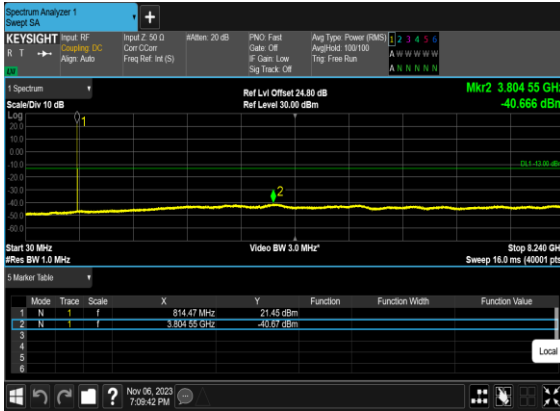 Spectrum Analyzer 1
Swept SA
+
KEYSIGHT
R T
LXI
Input: RF
Coupling: DC
Align: Auto
Input Z: 50 Ω
Corr CCorr
Freq Ref: Int (S)
#Atten: 20 dB
PNO: Fast
Gate: Off
IF Gain: Low
Sig Track: Off
Avg Type: Power (RMS)
Avg|Hold: 100/100
Trig: Free Run
1 2 3 4 5 6
A W W W W W
A N N N N N
1 Spectrum
Scale/Div 10 dB
Ref Lvl Offset 24.80 dB
Ref Level 30.00 dBm
Mkr2 3.804 55 GHz
-40.666 dBm
Log
20.0
10.0
0.00
-10.0
-20.0
-30.0
-40.0
-50.0
-60.0
1
2
DL1 -13.00 dBm
Start 30 MHz
#Res BW 1.0 MHz
Video BW 3.0 MHz*
Stop 8.240 GHz
Sweep 16.0 ms (40001 pts)
5 Marker Table
Mode Trace Scale X Y Function Function Width Function Value
1 N 1 f 814.47 MHz 21.45 dBm
2 N 1 f 3.804 55 GHz -40.67 dBm
3
4
5
6
Local
?
Nov 06, 2023
7:09:42 PM